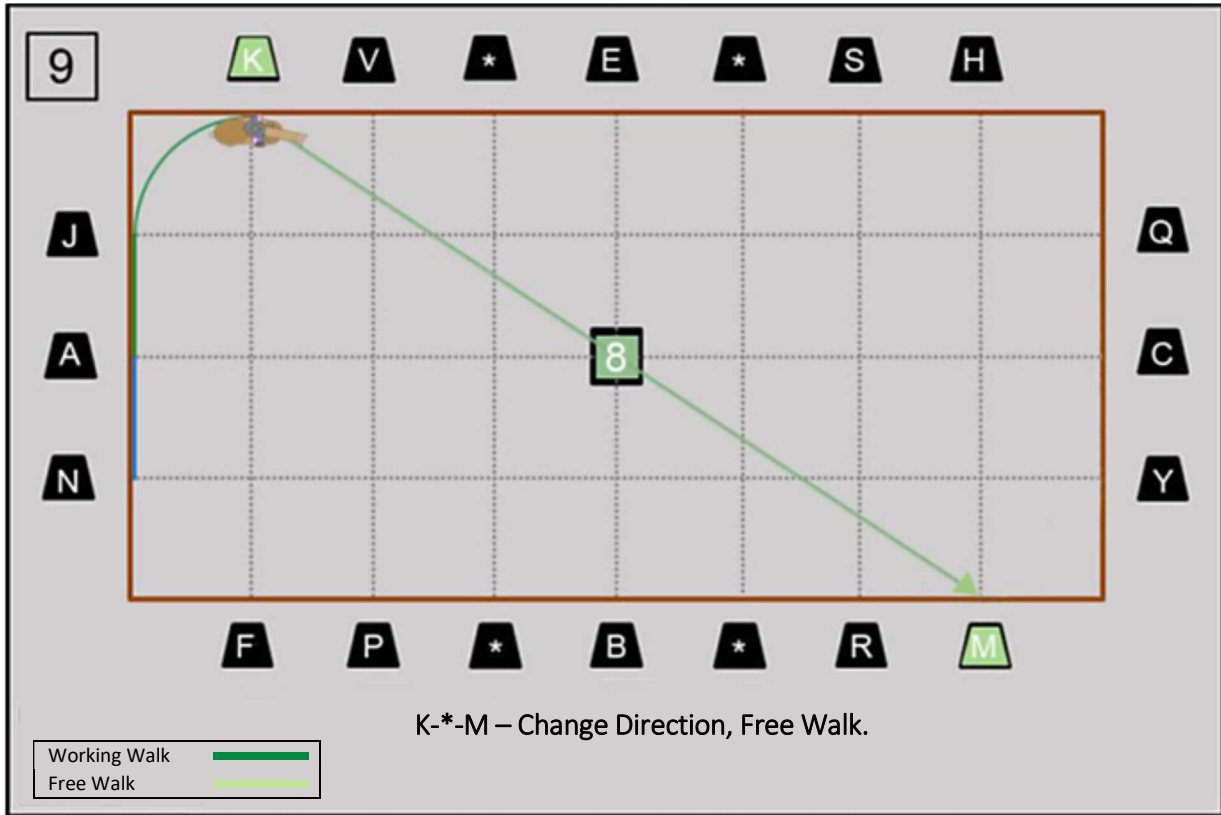 9
K V * E * S H
J Q
8
A C
N Y
F P * B * R M
K-*-M – Change Direction, Free Walk.
Working Walk
Free Walk